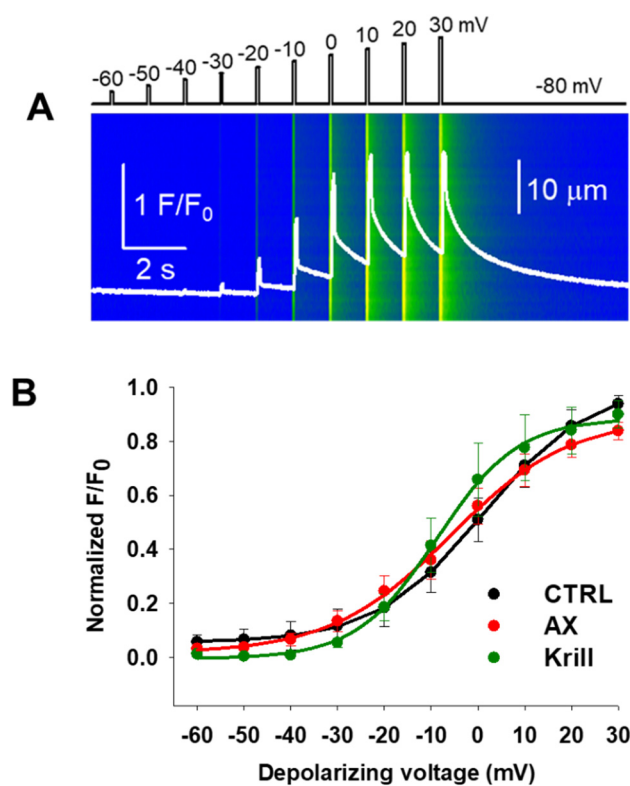 -60 -50 -40 -30 -20 -10 0 10 20 30 mV
-80 mV
A
1 F/F0
2 s
10 μm
B
Normalized F/F0
1.0
0.8
0.6
0.4
0.2
0.0
CTRL
AX
Krill
-60 -50 -40 -30 -20 -10 0 10 20 30
Depolarizing voltage (mV)